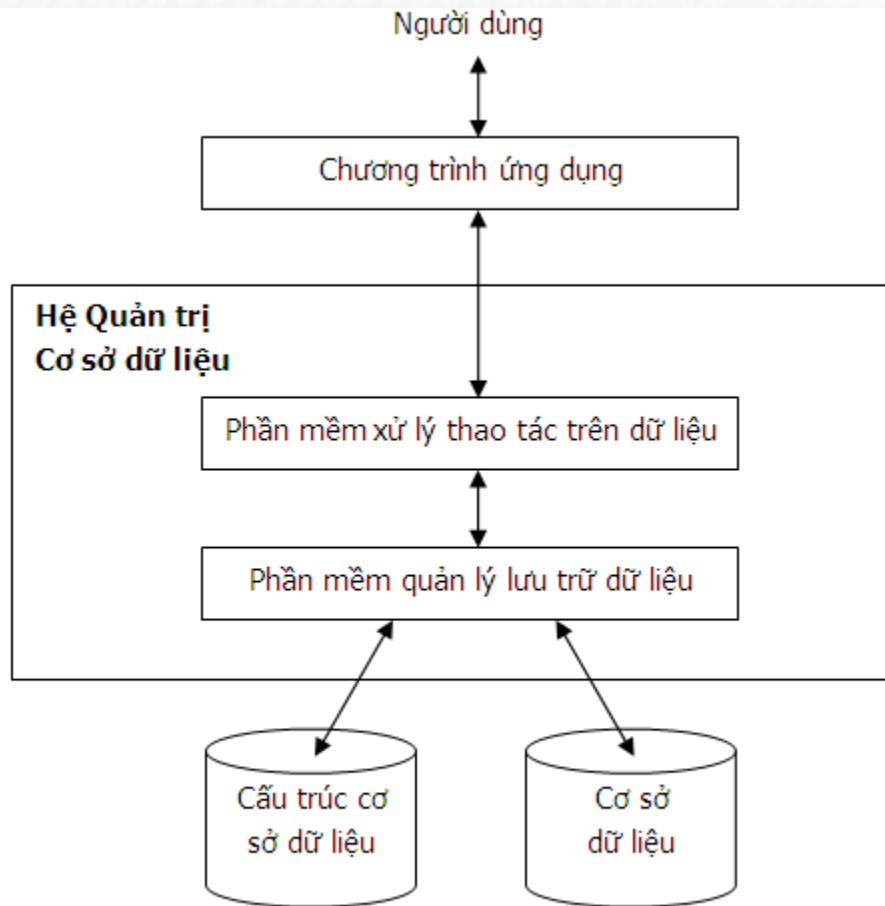 Người dùng
Chương trình ứng dụng
Hệ Quản trị
Cơ sở dữ liệu
Phần mềm xử lý thao tác trên dữ liệu
Phần mềm quản lý lưu trữ dữ liệu
Cấu trúc cơ
sở dữ liệu
Cơ sở
dữ liệu